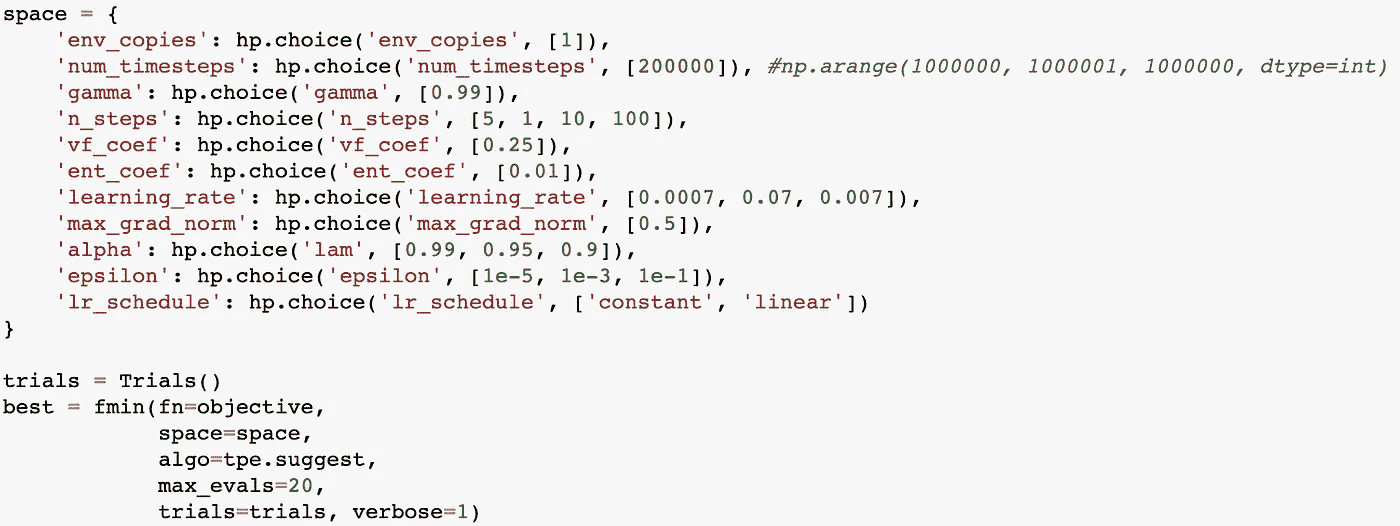 space = {
    'env_copies': hp.choice('env_copies', [1]),
    'num_timesteps': hp.choice('num_timesteps', [200000]), #np.arange(1000000, 1000001, 1000000, dtype=int)
    'gamma': hp.choice('gamma', [0.99]),
    'n_steps': hp.choice('n_steps', [5, 1, 10, 100]),
    'vf_coef': hp.choice('vf_coef', [0.25]),
    'ent_coef': hp.choice('ent_coef', [0.01]),
    'learning_rate': hp.choice('learning_rate', [0.0007, 0.07, 0.007]),
    'max_grad_norm': hp.choice('max_grad_norm', [0.5]),
    'alpha': hp.choice('lam', [0.99, 0.95, 0.9]),
    'epsilon': hp.choice('epsilon', [1e-5, 1e-3, 1e-1]),
    'lr_schedule': hp.choice('lr_schedule', ['constant', 'linear'])
}

trials = Trials()
best = fmin(fn=objective,
            space=space,
            algo=tpe.suggest,
            max_evals=20,
            trials=trials, verbose=1)